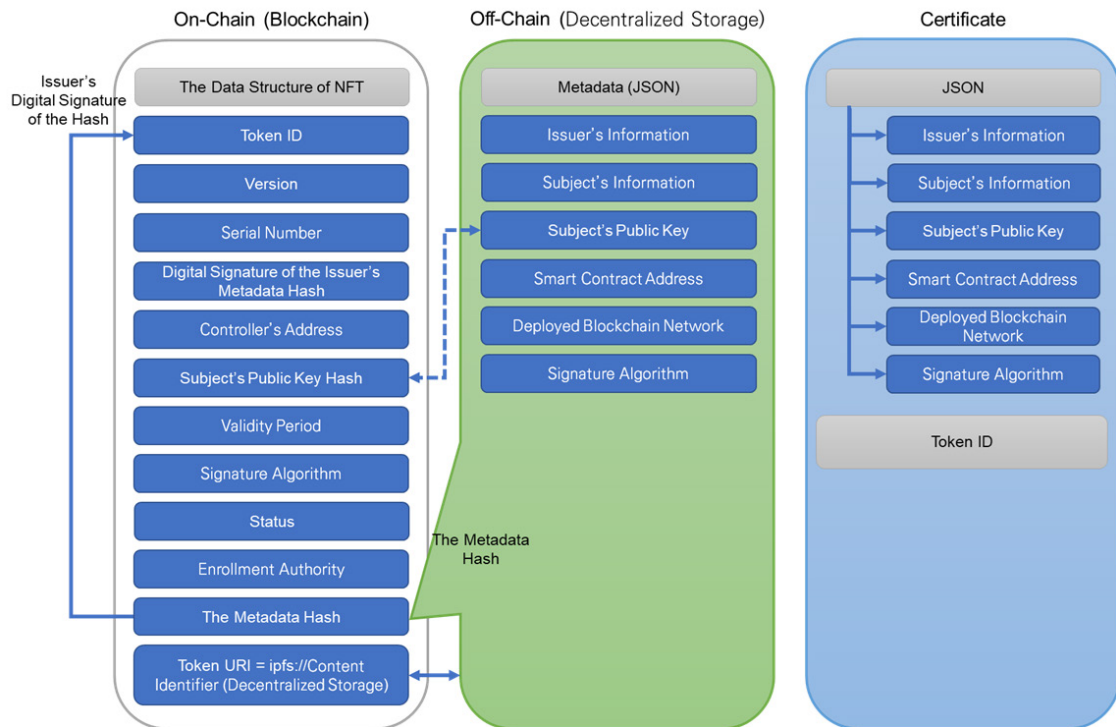 On-Chain (Blockchain)
Off-Chain (Decentralized Storage)
Certificate
Issuer's
Digital Signature
of the Hash
The Data Structure of NFT
Token ID
Version
Serial Number
Digital Signature of the Issuer's
Metadata Hash
Controller's Address
Subject's Public Key Hash
Validity Period
Signature Algorithm
Status
Enrollment Authority
The Metadata Hash
Token URI = ipfs://Content
Identifier (Decentralized Storage)
Metadata (JSON)
Issuer's Information
Subject's Information
Subject's Public Key
Smart Contract Address
Deployed Blockchain Network
Signature Algorithm
The Metadata
Hash
JSON
Issuer's Information
Subject's Information
Subject's Public Key
Smart Contract Address
Deployed Blockchain
Network
Signature Algorithm
Token ID